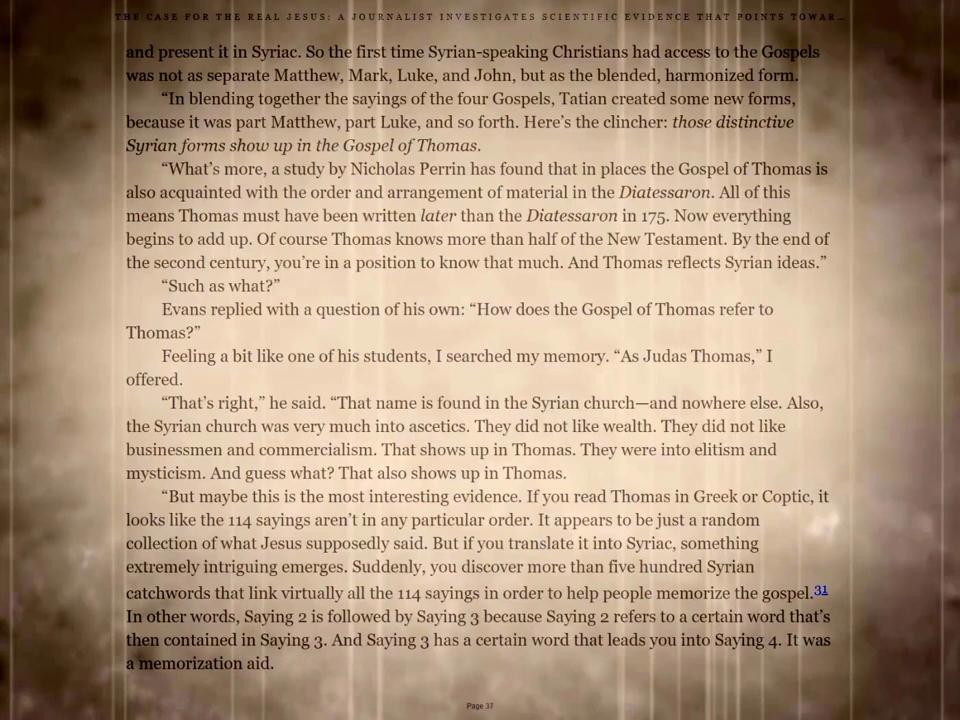 THE CASE FOR THE REAL JESUS: A JOURNALIST INVESTIGATES SCIENTIFIC EVIDENCE THAT POINTS TOWAR…
and present it in Syriac. So the first time Syrian-speaking Christians had access to the Gospels
was not as separate Matthew, Mark, Luke, and John, but as the blended, harmonized form.
“In blending together the sayings of the four Gospels, Tatian created some new forms,
because it was part Matthew, part Luke, and so forth. Here’s the clincher: those distinctive
Syrian forms show up in the Gospel of Thomas.
“What’s more, a study by Nicholas Perrin has found that in places the Gospel of Thomas is
also acquainted with the order and arrangement of material in the Diatessaron. All of this
means Thomas must have been written later than the Diatessaron in 175. Now everything
begins to add up. Of course Thomas knows more than half of the New Testament. By the end of
the second century, you’re in a position to know that much. And Thomas reflects Syrian ideas.”
“Such as what?”
Evans replied with a question of his own: “How does the Gospel of Thomas refer to
Thomas?”
Feeling a bit like one of his students, I searched my memory. “As Judas Thomas,” I
offered.
“That’s right,” he said. “That name is found in the Syrian church—and nowhere else. Also,
the Syrian church was very much into ascetics. They did not like wealth. They did not like
businessmen and commercialism. That shows up in Thomas. They were into elitism and
mysticism. And guess what? That also shows up in Thomas.
“But maybe this is the most interesting evidence. If you read Thomas in Greek or Coptic, it
looks like the 114 sayings aren’t in any particular order. It appears to be just a random
collection of what Jesus supposedly said. But if you translate it into Syriac, something
extremely intriguing emerges. Suddenly, you discover more than five hundred Syrian
catchwords that link virtually all the 114 sayings in order to help people memorize the gospel.31
In other words, Saying 2 is followed by Saying 3 because Saying 2 refers to a certain word that’s
then contained in Saying 3. And Saying 3 has a certain word that leads you into Saying 4. It was
a memorization aid.
Page 37